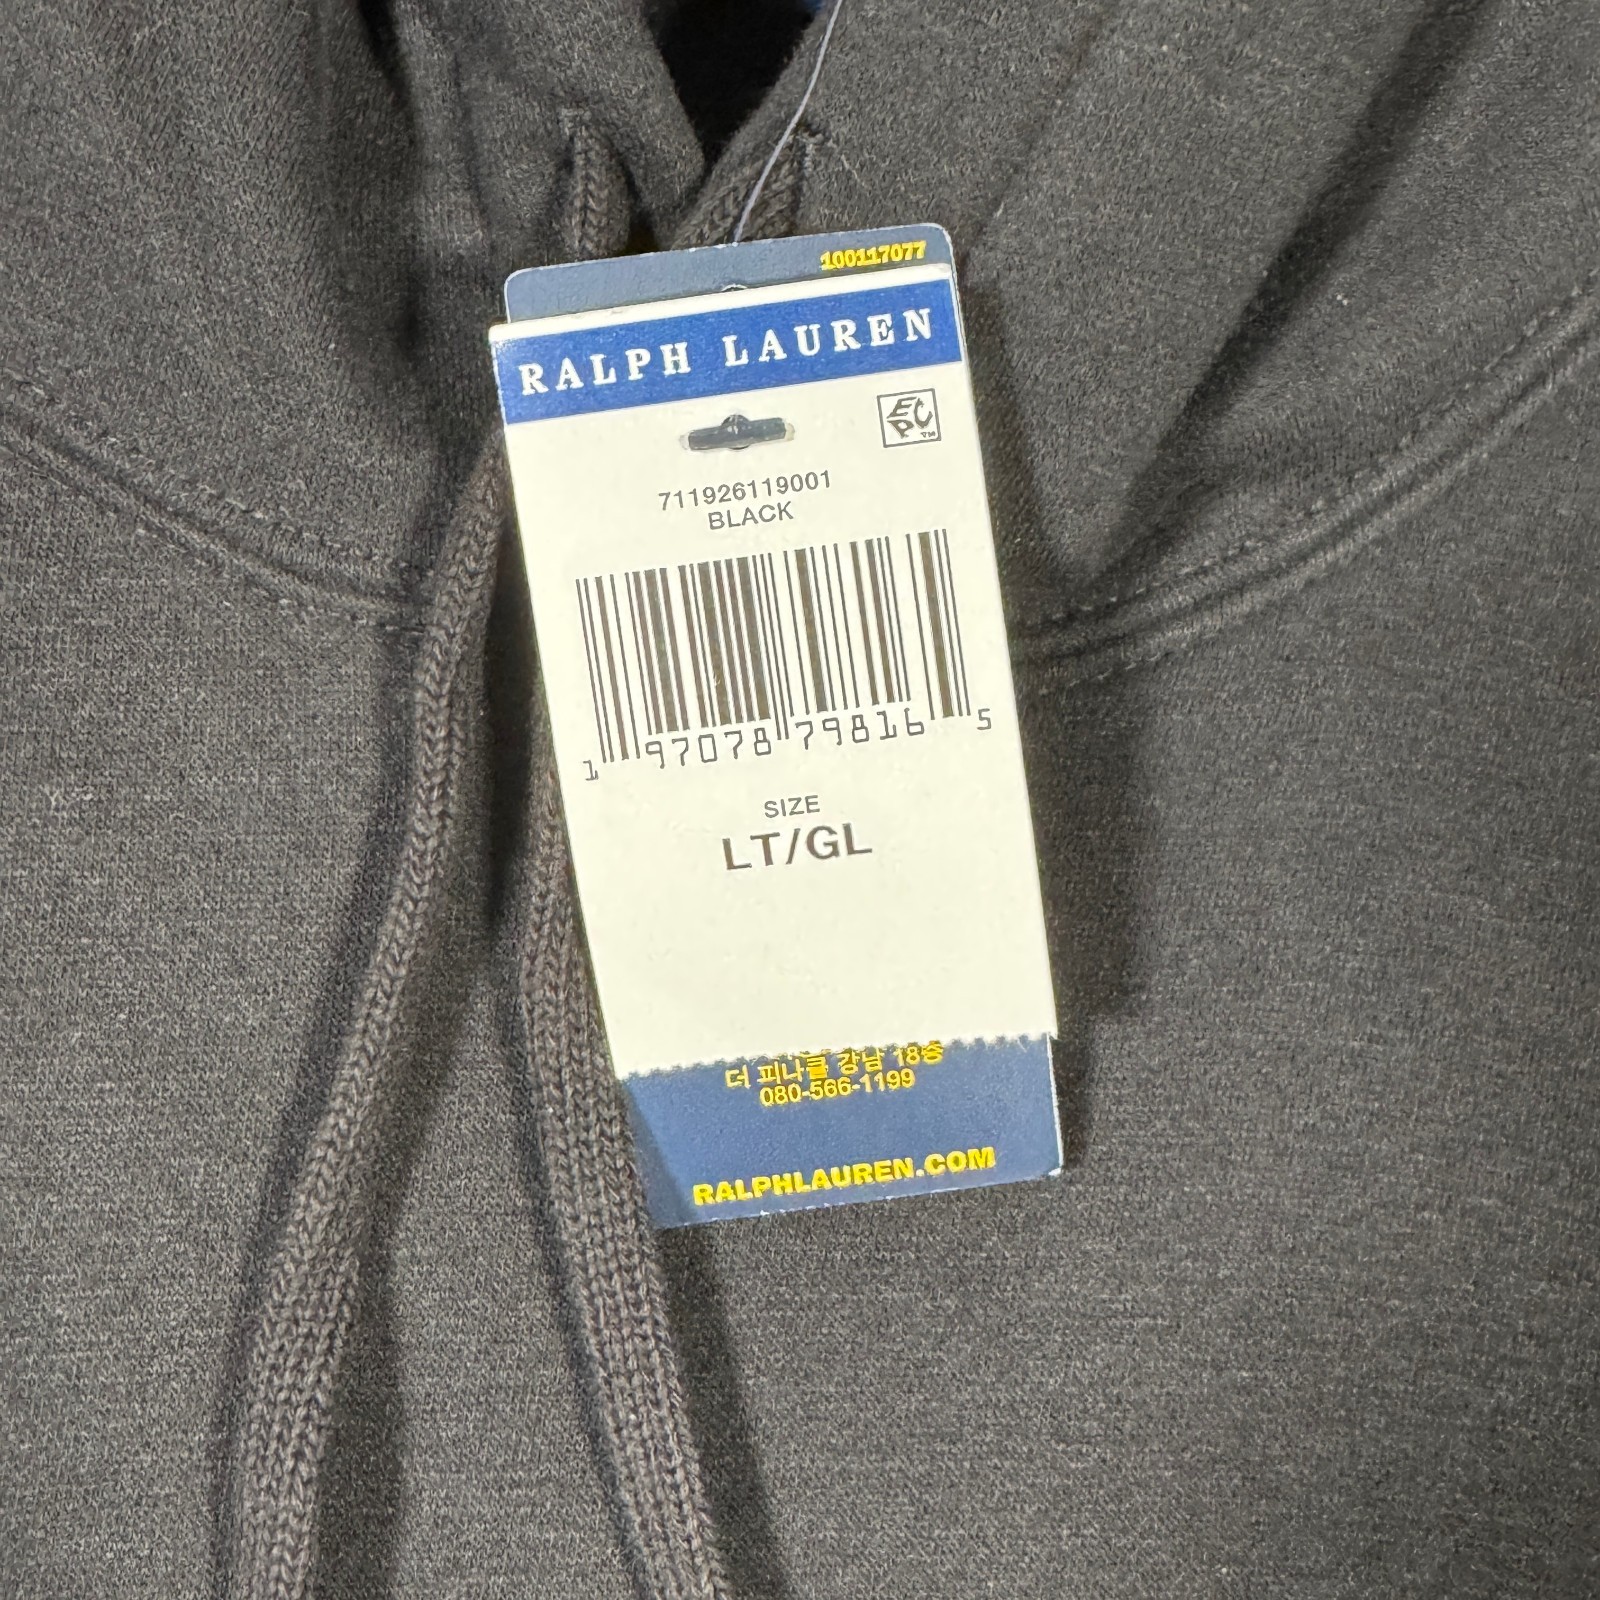 100117077
RALPH LAUREN
EPC™
711926119001
BLACK
1 97078 79816 5
SIZE
LT/GL
더 피나클 강남 18층
080-566-1199
RALPHLAUREN.COM